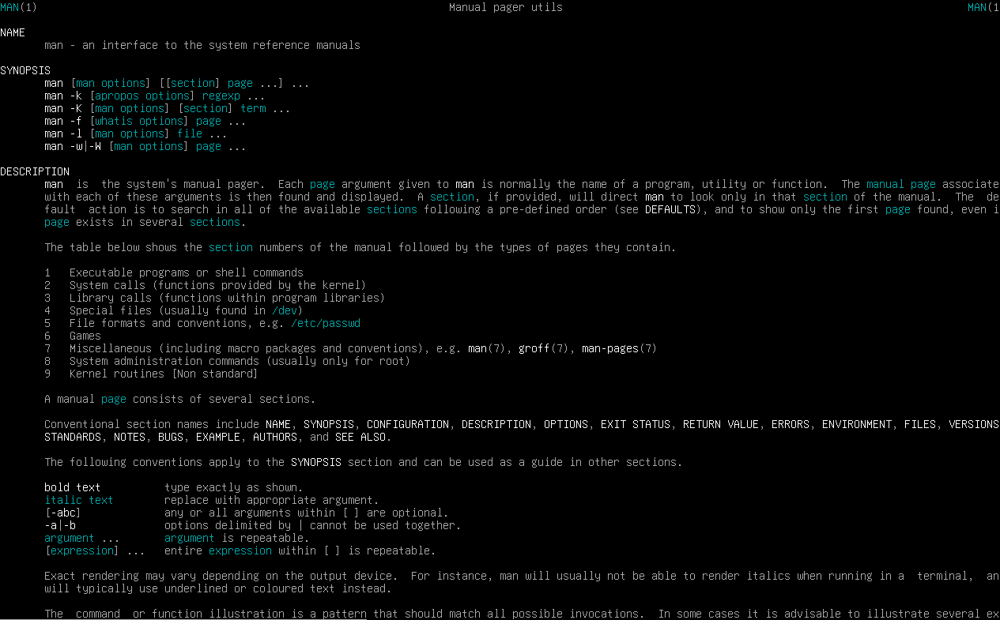 MAN(1) Manual pager utils MAN(1
NAME
man - an interface to the system reference manuals
SYNOPSIS
man [man options] [[section] page ...] ...
man -k [apropos options] regexp ...
man -K [man options] [section] term ...
man -f [whatis options] page ...
man -l [man options] file ...
man -w|-W [man options] page ...
DESCRIPTION
man is the system's manual pager. Each page argument given to man is normally the name of a program, utility or function. The manual page associate
with each of these arguments is then found and displayed. A section, if provided, will direct man to look only in that section of the manual. The de
fault action is to search in all of the available sections following a pre-defined order (see DEFAULTS), and to show only the first page found, even i
page exists in several sections.
The table below shows the section numbers of the manual followed by the types of pages they contain.
1 Executable programs or shell commands
2 System calls (functions provided by the kernel)
3 Library calls (functions within program libraries)
4 Special files (usually found in /dev)
5 File formats and conventions, e.g. /etc/passwd
6 Games
7 Miscellaneous (including macro packages and conventions), e.g. man(7), groff(7), man-pages(7)
8 System administration commands (usually only for root)
9 Kernel routines [Non standard]
A manual page consists of several sections.
Conventional section names include NAME, SYNOPSIS, CONFIGURATION, DESCRIPTION, OPTIONS, EXIT STATUS, RETURN VALUE, ERRORS, ENVIRONMENT, FILES, VERSIONS
STANDARDS, NOTES, BUGS, EXAMPLE, AUTHORS, and SEE ALSO.
The following conventions apply to the SYNOPSIS section and can be used as a guide in other sections.
bold text type exactly as shown.
italic text replace with appropriate argument.
[-abc] any or all arguments within [ ] are optional.
-a|-b options delimited by | cannot be used together.
argument ... argument is repeatable.
[expression] ... entire expression within [ ] is repeatable.
Exact rendering may vary depending on the output device. For instance, man will usually not be able to render italics when running in a terminal, an
will typically use underlined or coloured text instead.
The command or function illustration is a pattern that should match all possible invocations. In some cases it is advisable to illustrate several ex